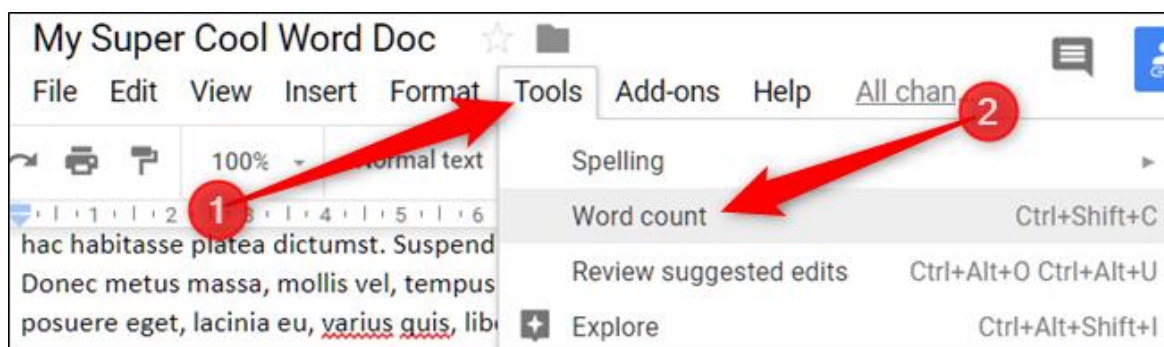 My Super Cool Word Doc
File Edit View Insert Format Tools Add-ons Help All chan
2
100% ormal text
Spelling
1
1 2 3 4 5 6
Word count Ctrl+Shift+C
hac habitasse platea dictumst. Suspend
Review suggested edits Ctrl+Alt+O Ctrl+Alt+U
Donec metus massa, mollis vel, tempus
posuere eget, lacinia eu, varius quis, lib
Explore Ctrl+Alt+Shift+I